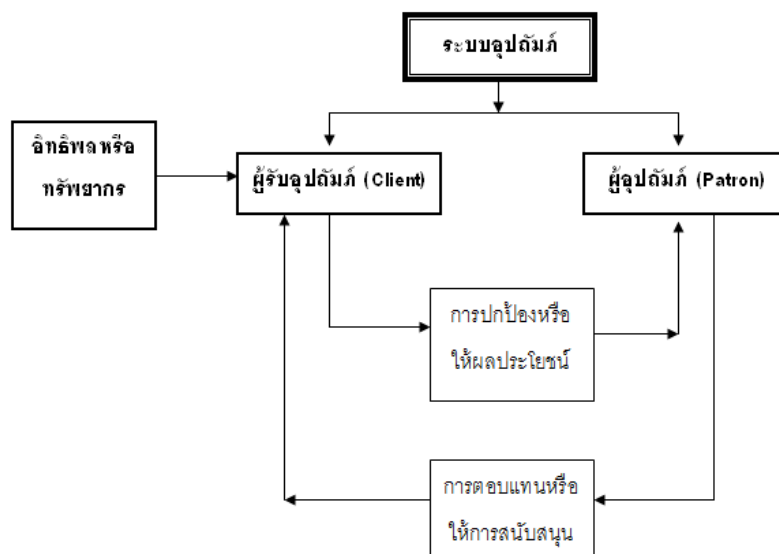 ระบบอุปถัมภ์
อิทธิพลหรือ
ทรัพยากร
ผู้รับอุปถัมภ์ (Client)
ผู้อุปถัมภ์ (Patron)
การปกป้องหรือ
ให้ผลประโยชน์
การตอบแทนหรือ
ให้การสนับสนุน